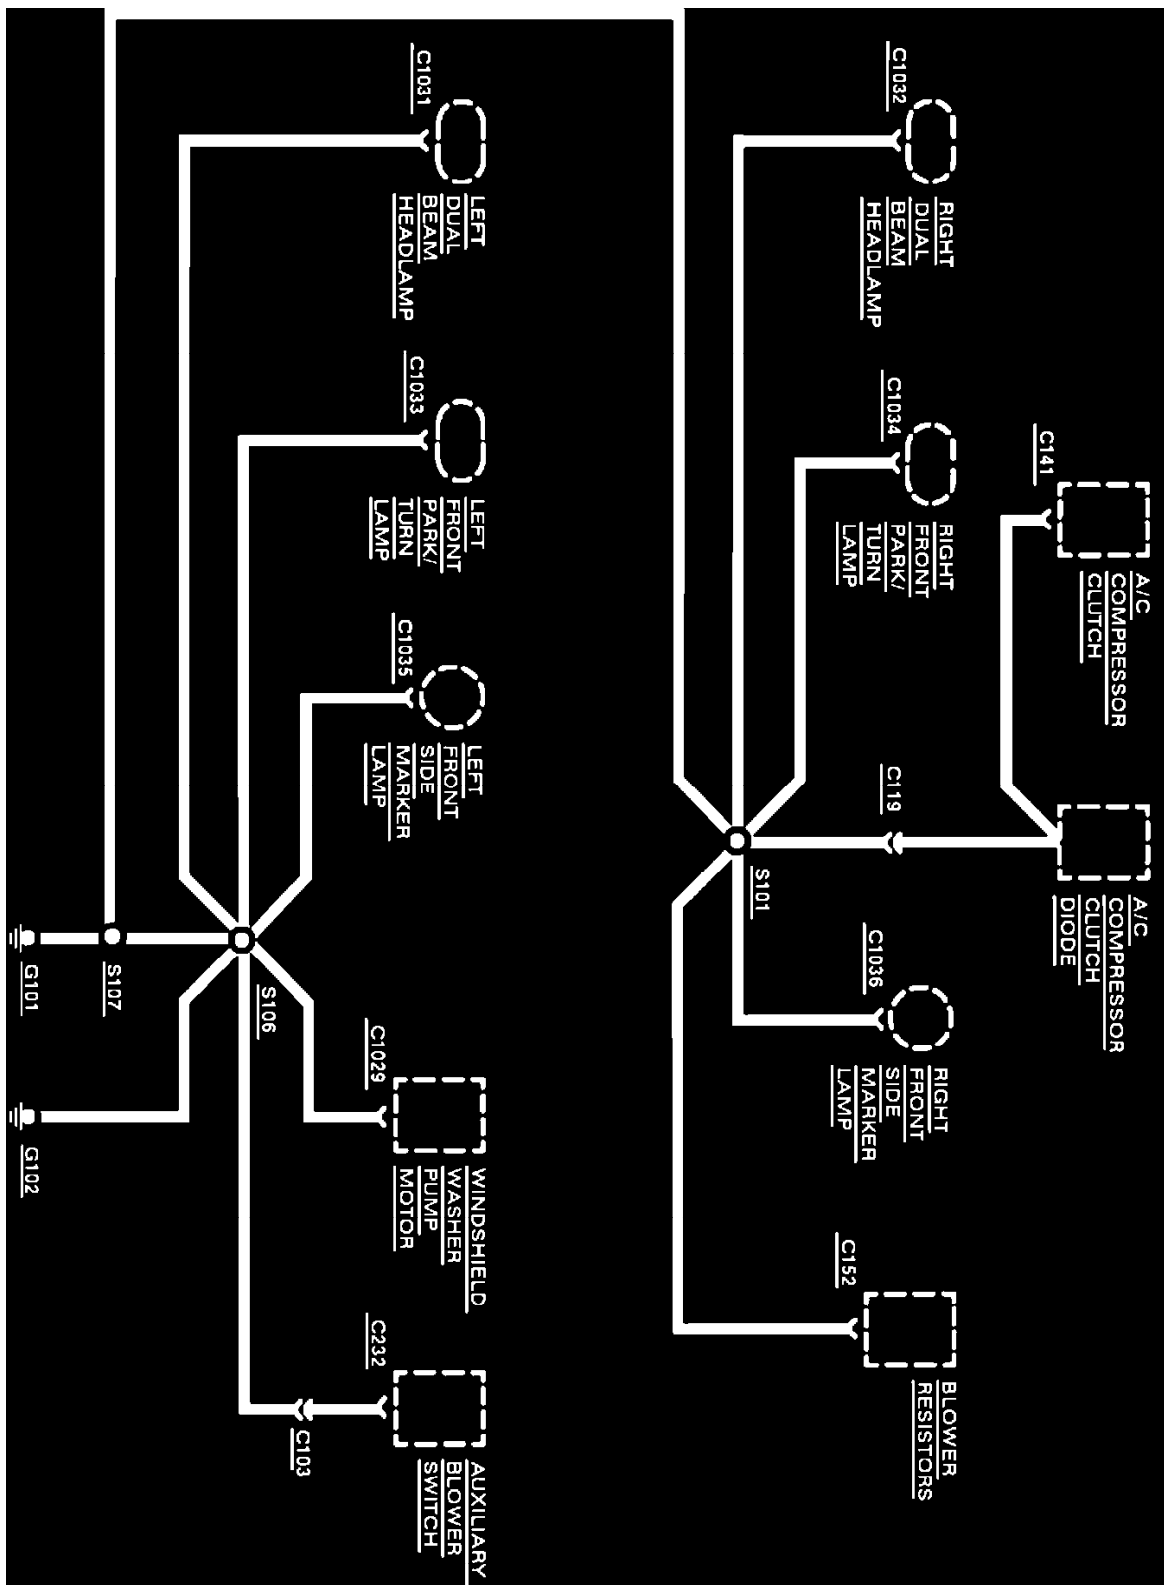 C1031
LEFT
DUAL
BEAM
HEADLAMP
C1033
LEFT
FRONT
PARK/
TURN
LAMP
C1035
LEFT
FRONT
SIDE
MARKER
LAMP
G101
S107
S106
G102
C1029
WINDSHIELD
WASHER
PUMP
MOTOR
C103
C232
AUXILIARY
BLOWER
SWITCH
C1032
RIGHT
DUAL
BEAM
HEADLAMP
C1034
RIGHT
FRONT
PARK/
TURN
LAMP
C141
A/C
COMPRESSOR
CLUTCH
C119
S101
A/C
COMPRESSOR
CLUTCH
DIODE
C1036
RIGHT
FRONT
SIDE
MARKER
LAMP
C152
BLOWER
RESISTORS